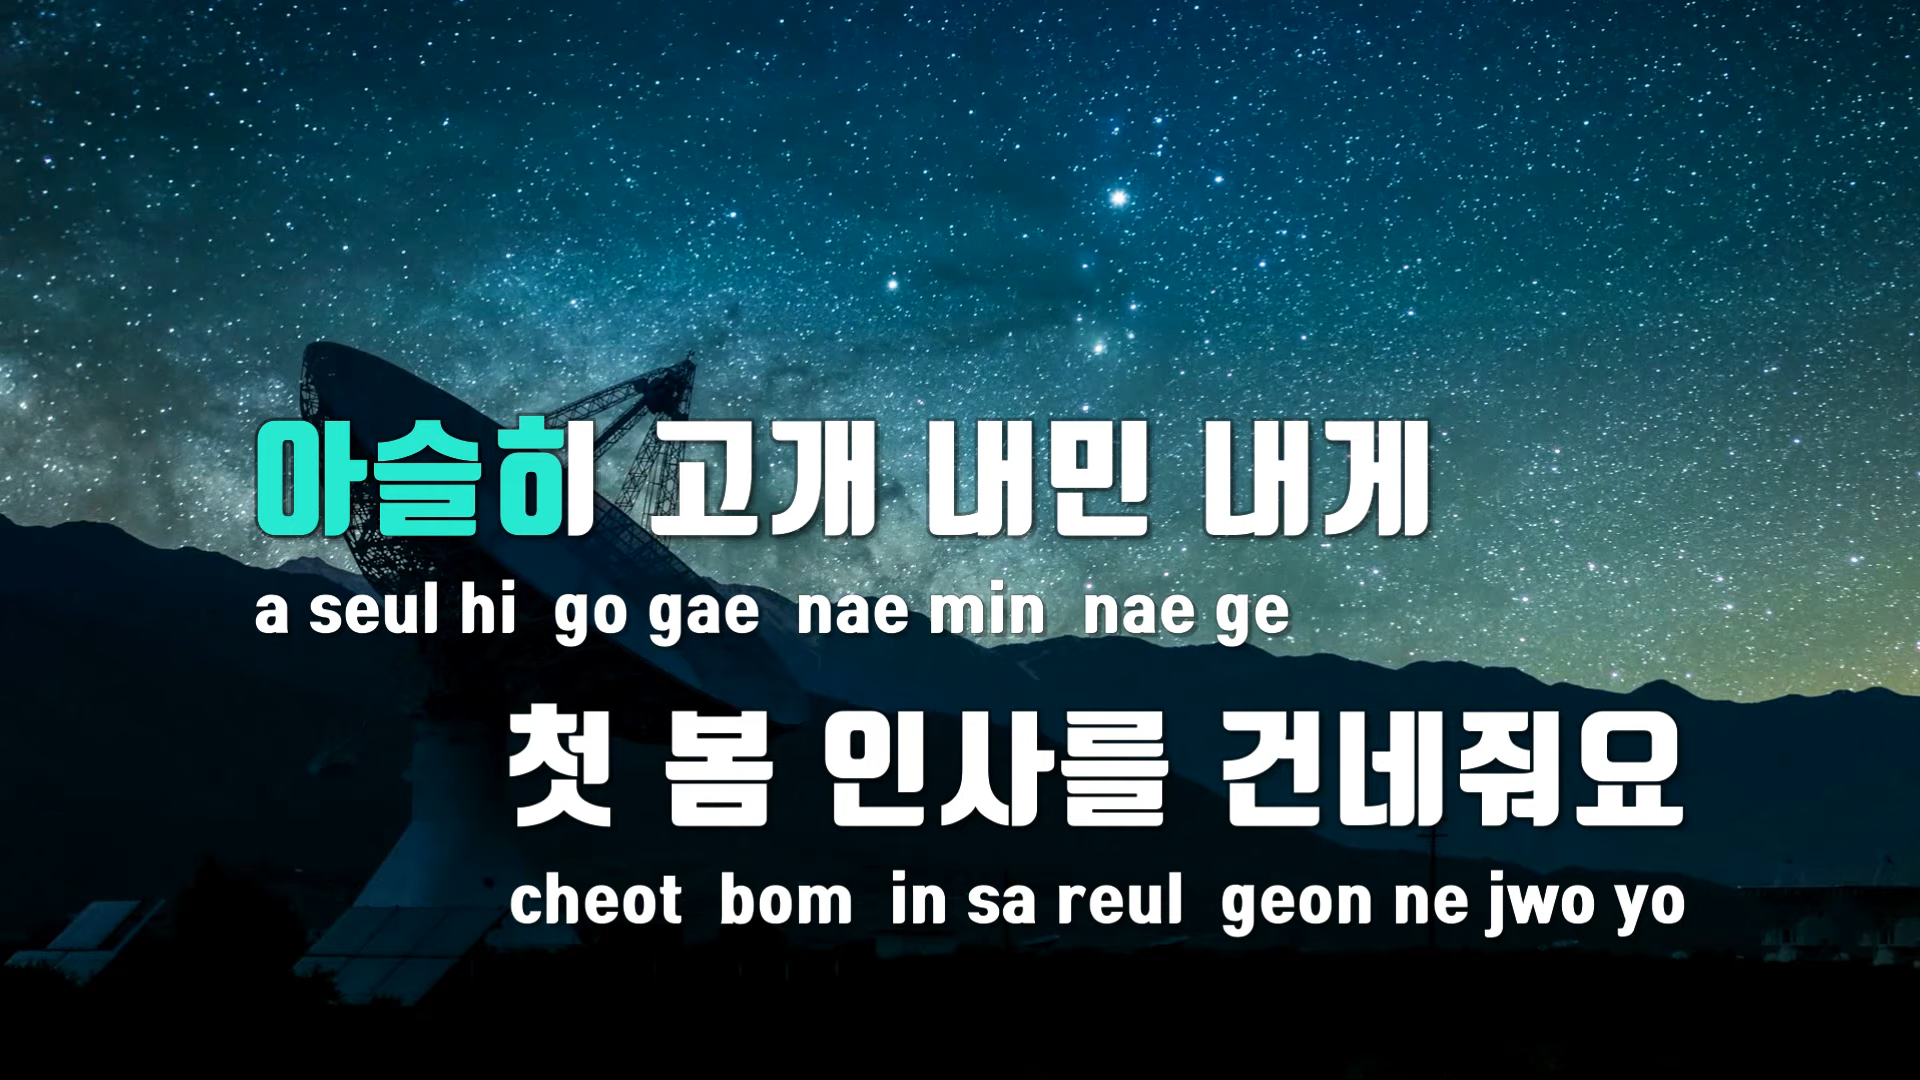 아슬히 고개 내민 내게
a seul hi go gae nae min nae ge
첫 봄 인사를 건네줘요
cheot bom in sa reul geon ne jwo yo